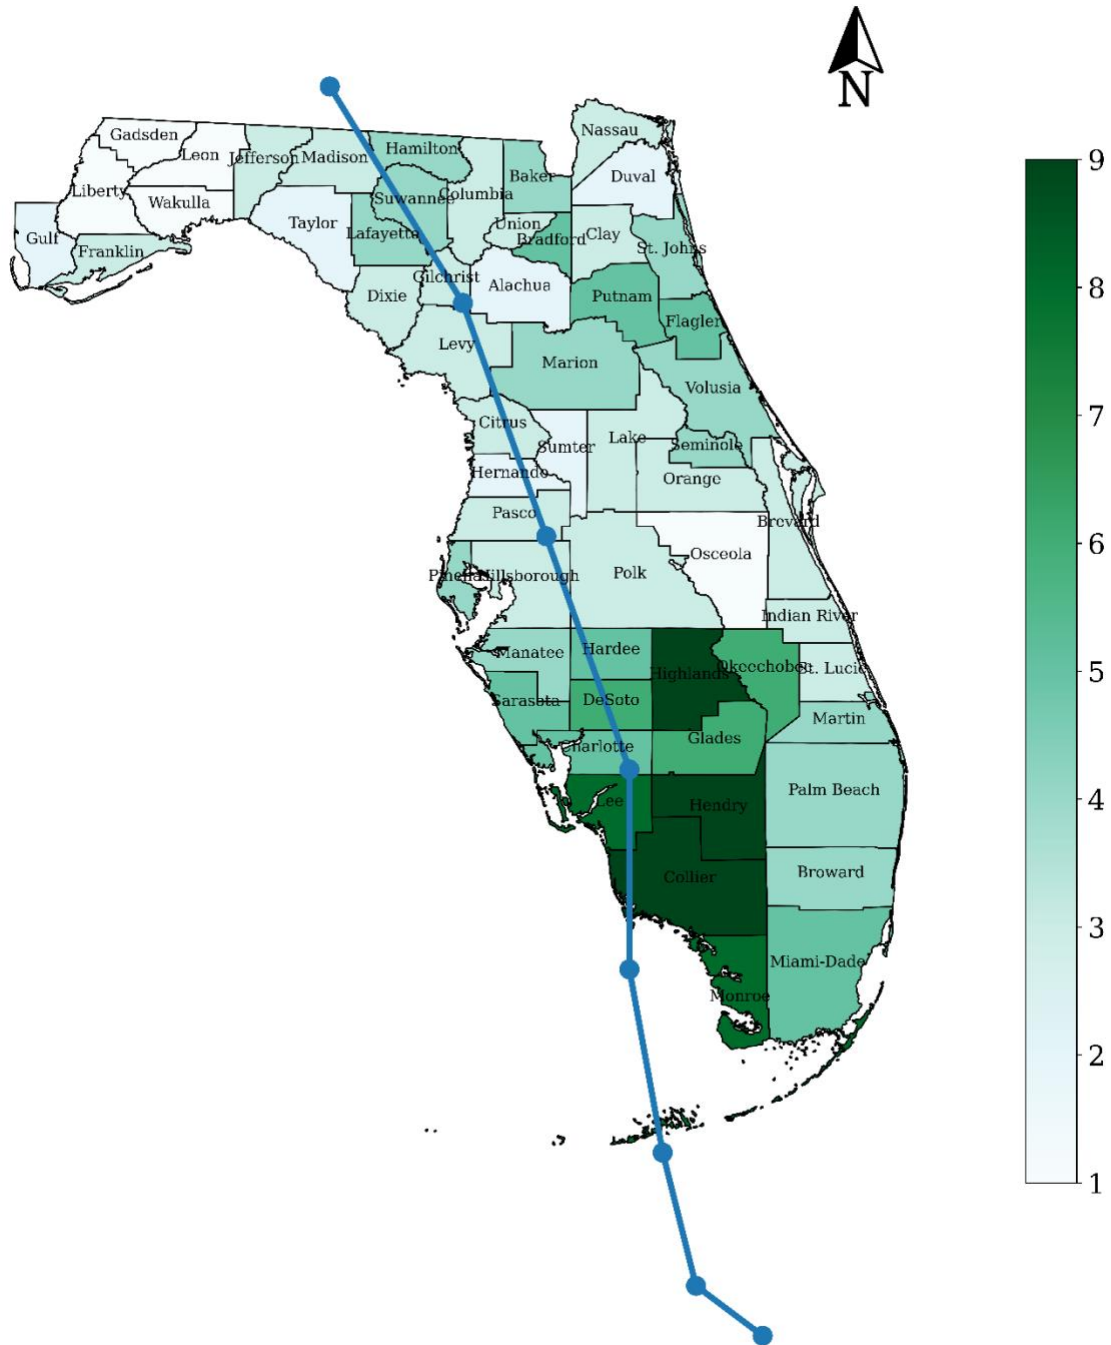 N
Nassau
Gadsden
Leon
Jefferson
Madison
Hamilton
Baker
Duval
Liberty
Wakulla
Suwannee
Columbia
Taylor
Lafayette
Union
Bradford
Clay
St. Johns
Gulf
Franklin
Gilchrist
Alachua
Dixie
Putnam
Flagler
Levy
Marion
Volusia
Citrus
Sumter
Lake
Seminole
Hernando
Orange
Pasco
Brevard
Osceola
Pinellas
Hillsborough
Polk
Indian River
Manatee
Hardee
Highlands
Okeechobee
St. Lucie
Sarasota
DeSoto
Martin
Charlotte
Glades
Lee
Hendry
Palm Beach
Collier
Broward
Miami-Dade
Monroe
9
8
7
6
5
4
3
2
1